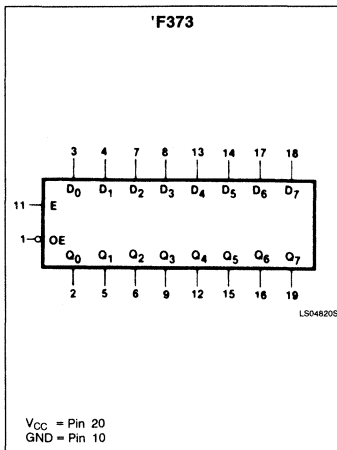 'F373
3 4 7 8 13 14 17 18
D0 D1 D2 D3 D4 D5 D6 D7
11 E
1 OE
Q0 Q1 Q2 Q3 Q4 Q5 Q6 Q7
2 5 6 9 12 15 16 19
LS04820S
VCC = Pin 20
GND = Pin 10